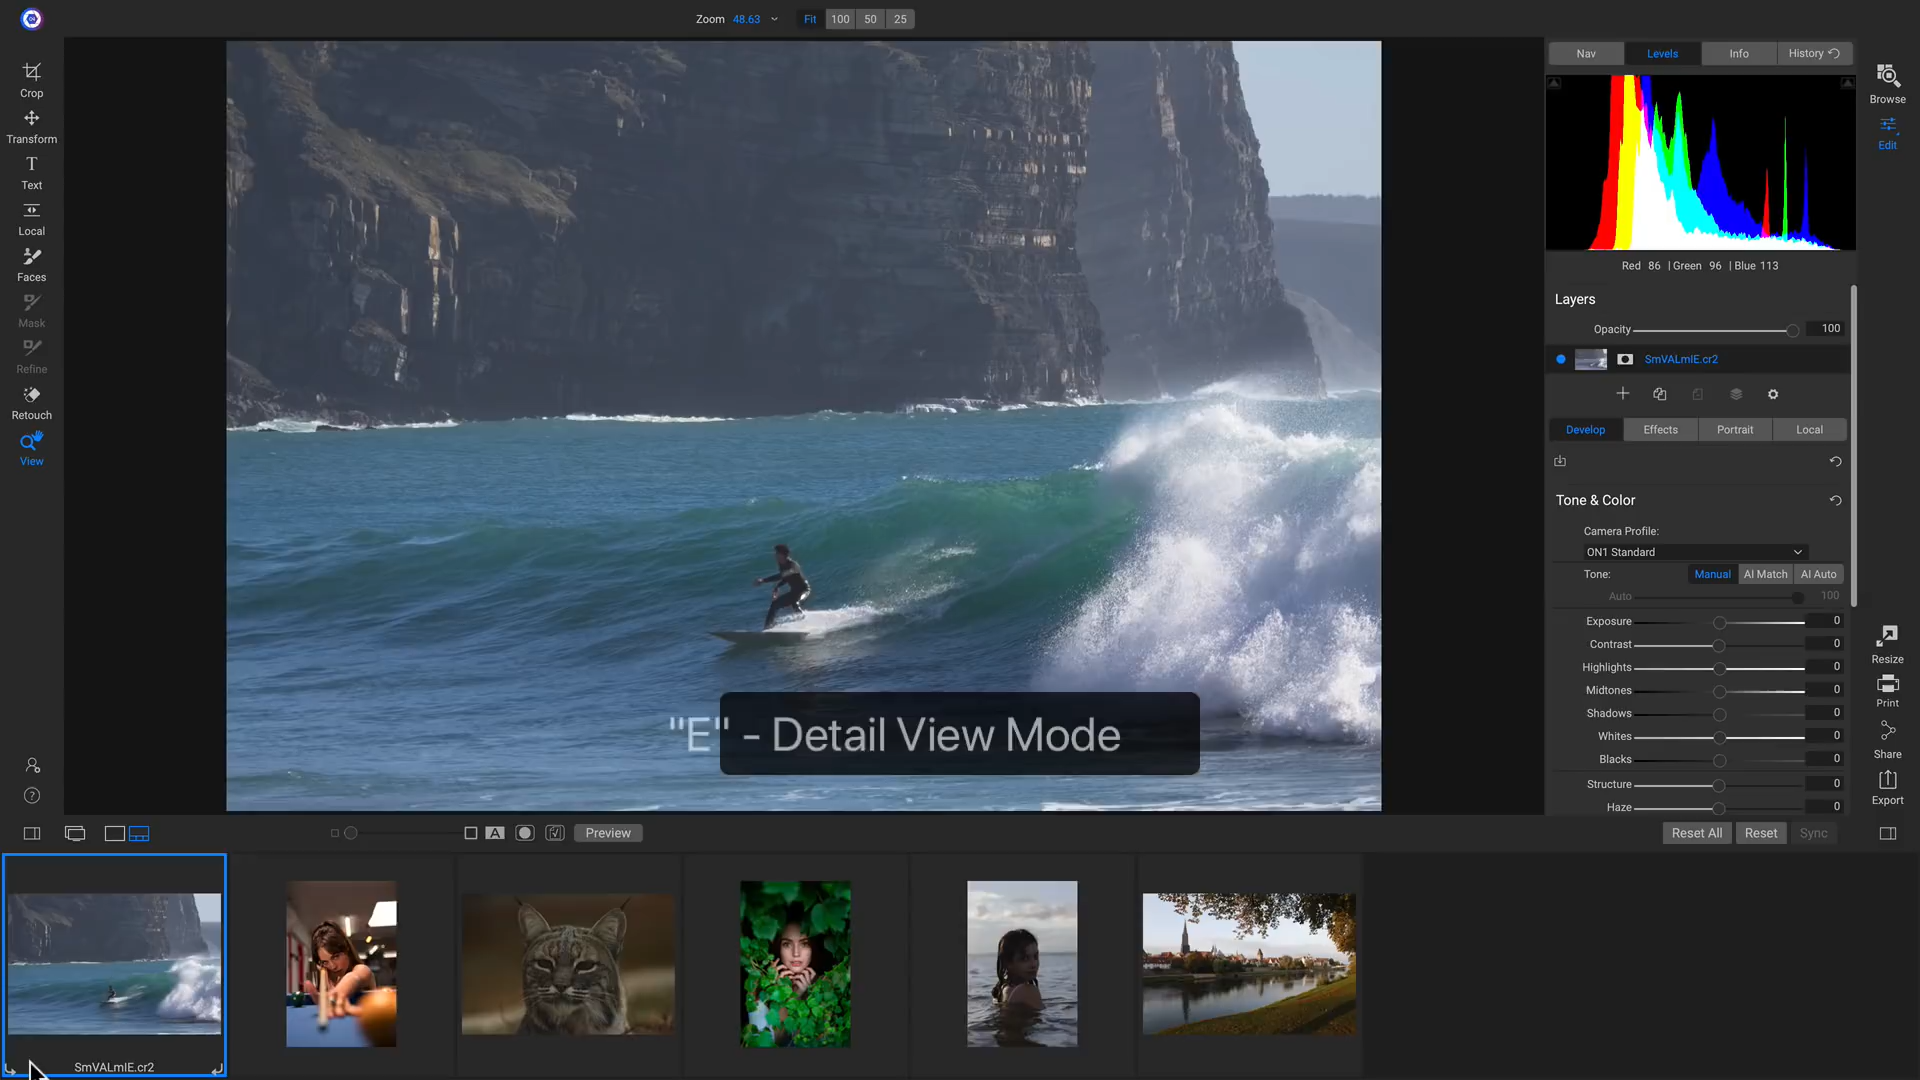 Zoom 48.63 Fit 100 50 25
Crop
Transform
Text
Local
Faces
Mask
Refine
Retouch
View
"E" - Detail View Mode
Nav Levels Info History
Red 86 | Green 96 | Blue 113
Layers
Opacity 100
SmVALmIE.cr2
Develop Effects Portrait Local
Tone & Color
Camera Profile:
ON1 Standard
Tone: Manual AI Match AI Auto
Auto 100
Exposure 0
Contrast 0
Highlights 0
Midtones 0
Shadows 0
Whites 0
Blacks 0
Structure 0
Haze 0
Browse
Edit
Resize
Print
Share
Export
A Preview
Reset All Reset Sync
SmVALmIE.cr2